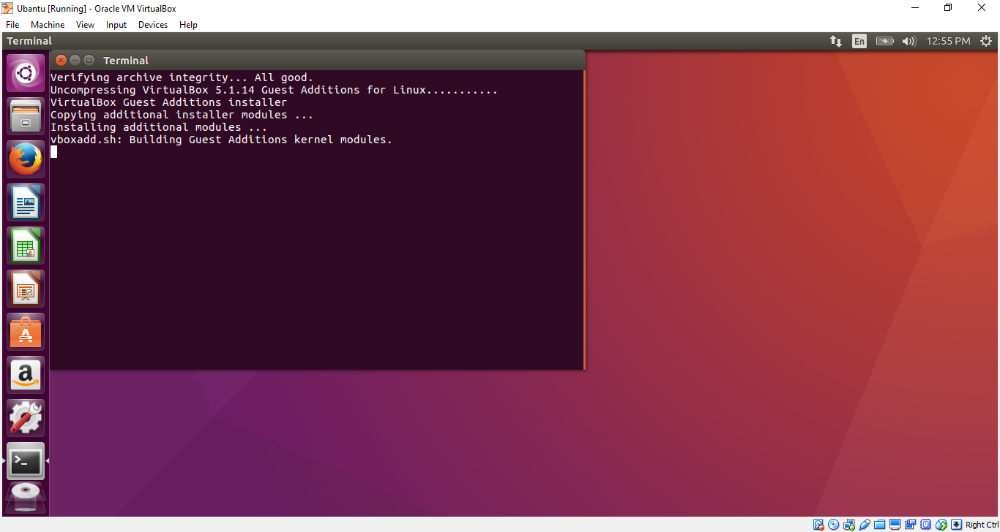 Ubantu [Running] - Oracle VM VirtualBox
File Machine View Input Devices Help
Terminal En 12:55 PM
Terminal
Verifying archive integrity... All good.
Uncompressing VirtualBox 5.1.14 Guest Additions for Linux...........
VirtualBox Guest Additions installer
Copying additional installer modules ...
Installing additional modules ...
vboxadd.sh: Building Guest Additions kernel modules.
A
a
>_
Right Ctrl